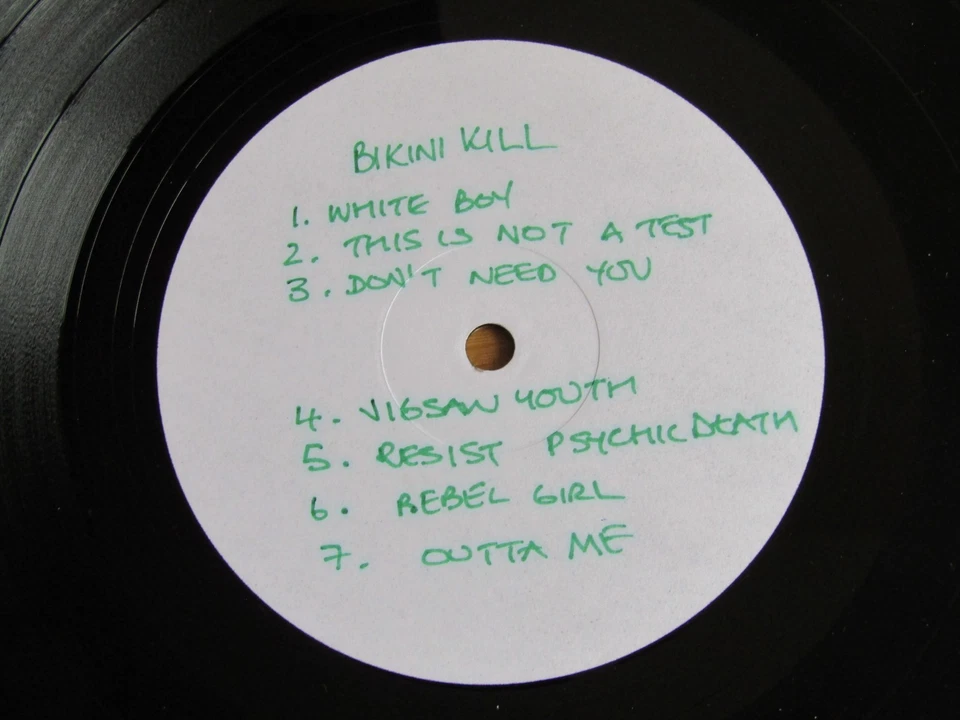 BIKINI KILL
1. WHITE BOY
2. THIS IS NOT A TEST
3. DON'T NEED YOU
4. JIGSAW YOUTH
5. RESIST PSYCHIC DEATH
6. REBEL GIRL
7. OUTTA ME